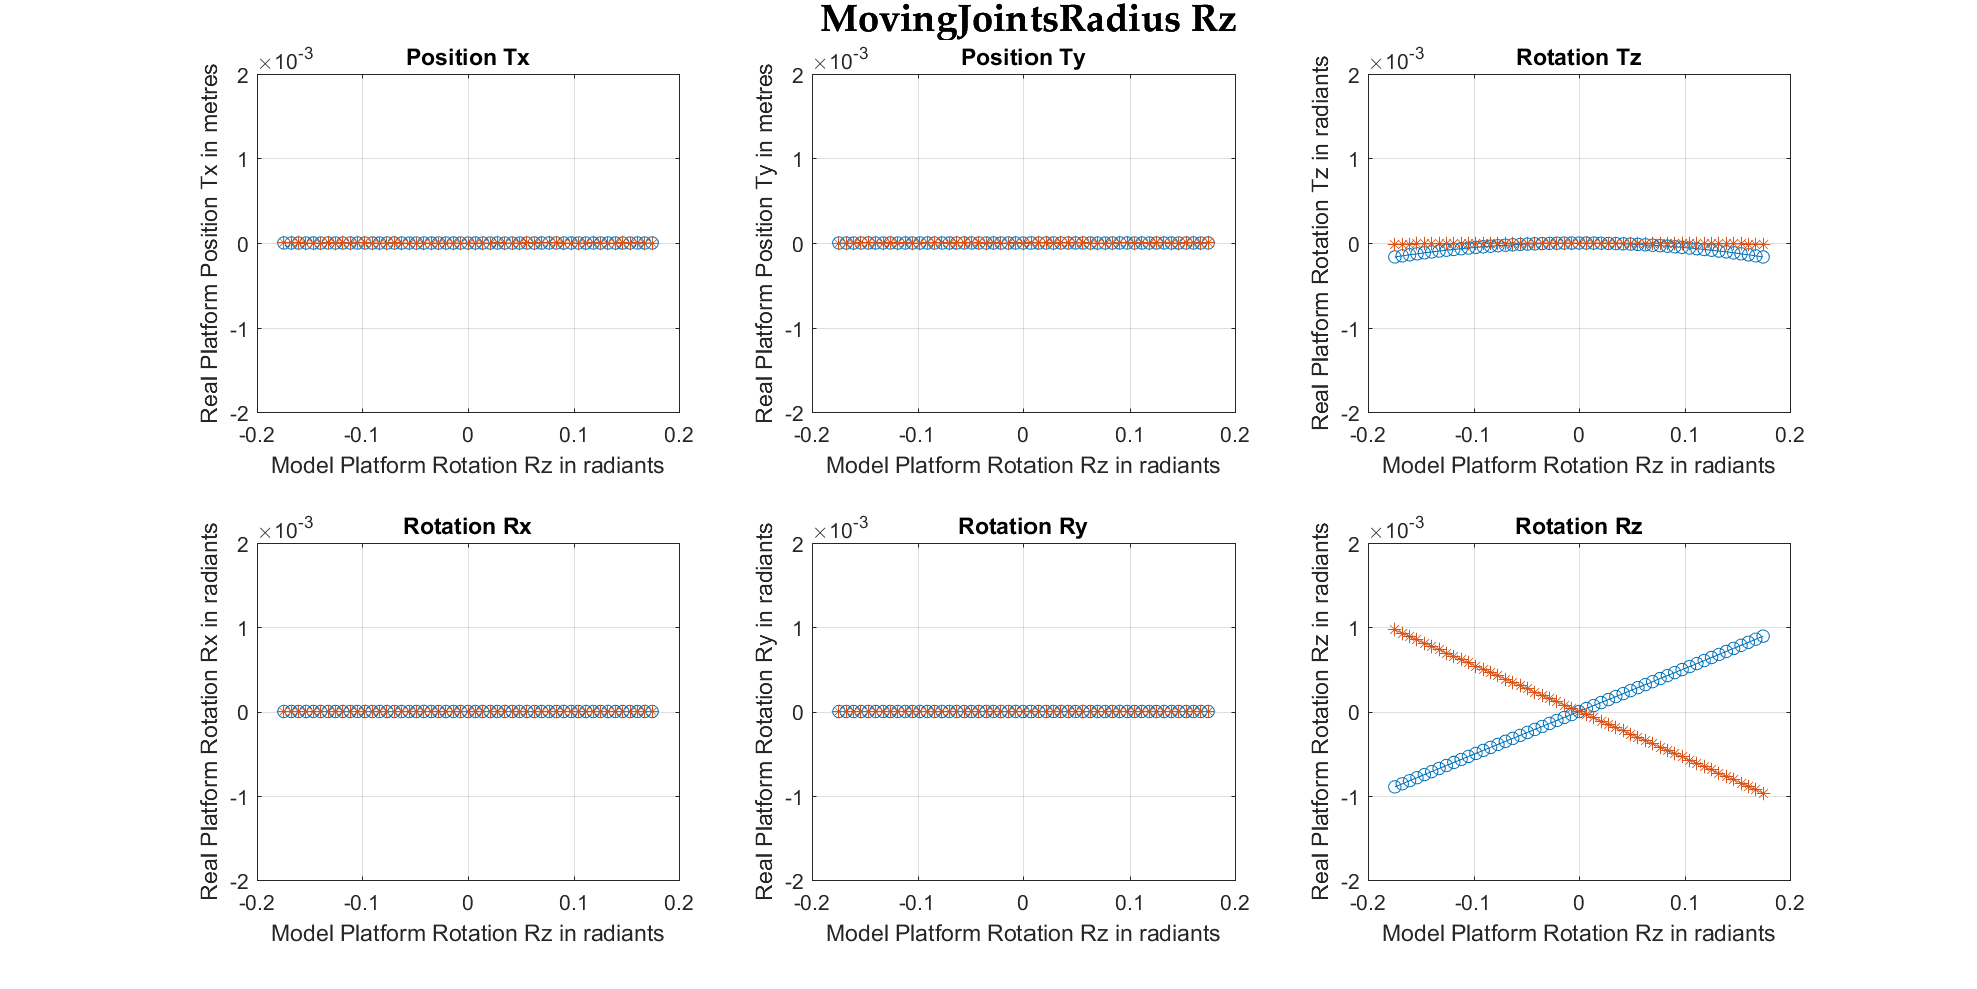 MovingJointsRadius Rz
Position Tx
×10-3
Real Platform Position Tx in metres
2
1
0
-1
-2
-0.2 -0.1 0 0.1 0.2
Model Platform Rotation Rz in radiants
Position Ty
×10-3
Real Platform Position Ty in metres
2
1
0
-1
-2
-0.2 -0.1 0 0.1 0.2
Model Platform Rotation Rz in radiants
Rotation Tz
×10-3
Real Platform Rotation Tz in radiants
2
1
0
-1
-2
-0.2 -0.1 0 0.1 0.2
Model Platform Rotation Rz in radiants
Rotation Rx
×10-3
Real Platform Rotation Rx in radiants
2
1
0
-1
-2
-0.2 -0.1 0 0.1 0.2
Model Platform Rotation Rz in radiants
Rotation Ry
×10-3
Real Platform Rotation Ry in radiants
2
1
0
-1
-2
-0.2 -0.1 0 0.1 0.2
Model Platform Rotation Rz in radiants
Rotation Rz
×10-3
Real Platform Rotation Rz in radiants
2
1
0
-1
-2
-0.2 -0.1 0 0.1 0.2
Model Platform Rotation Rz in radiants